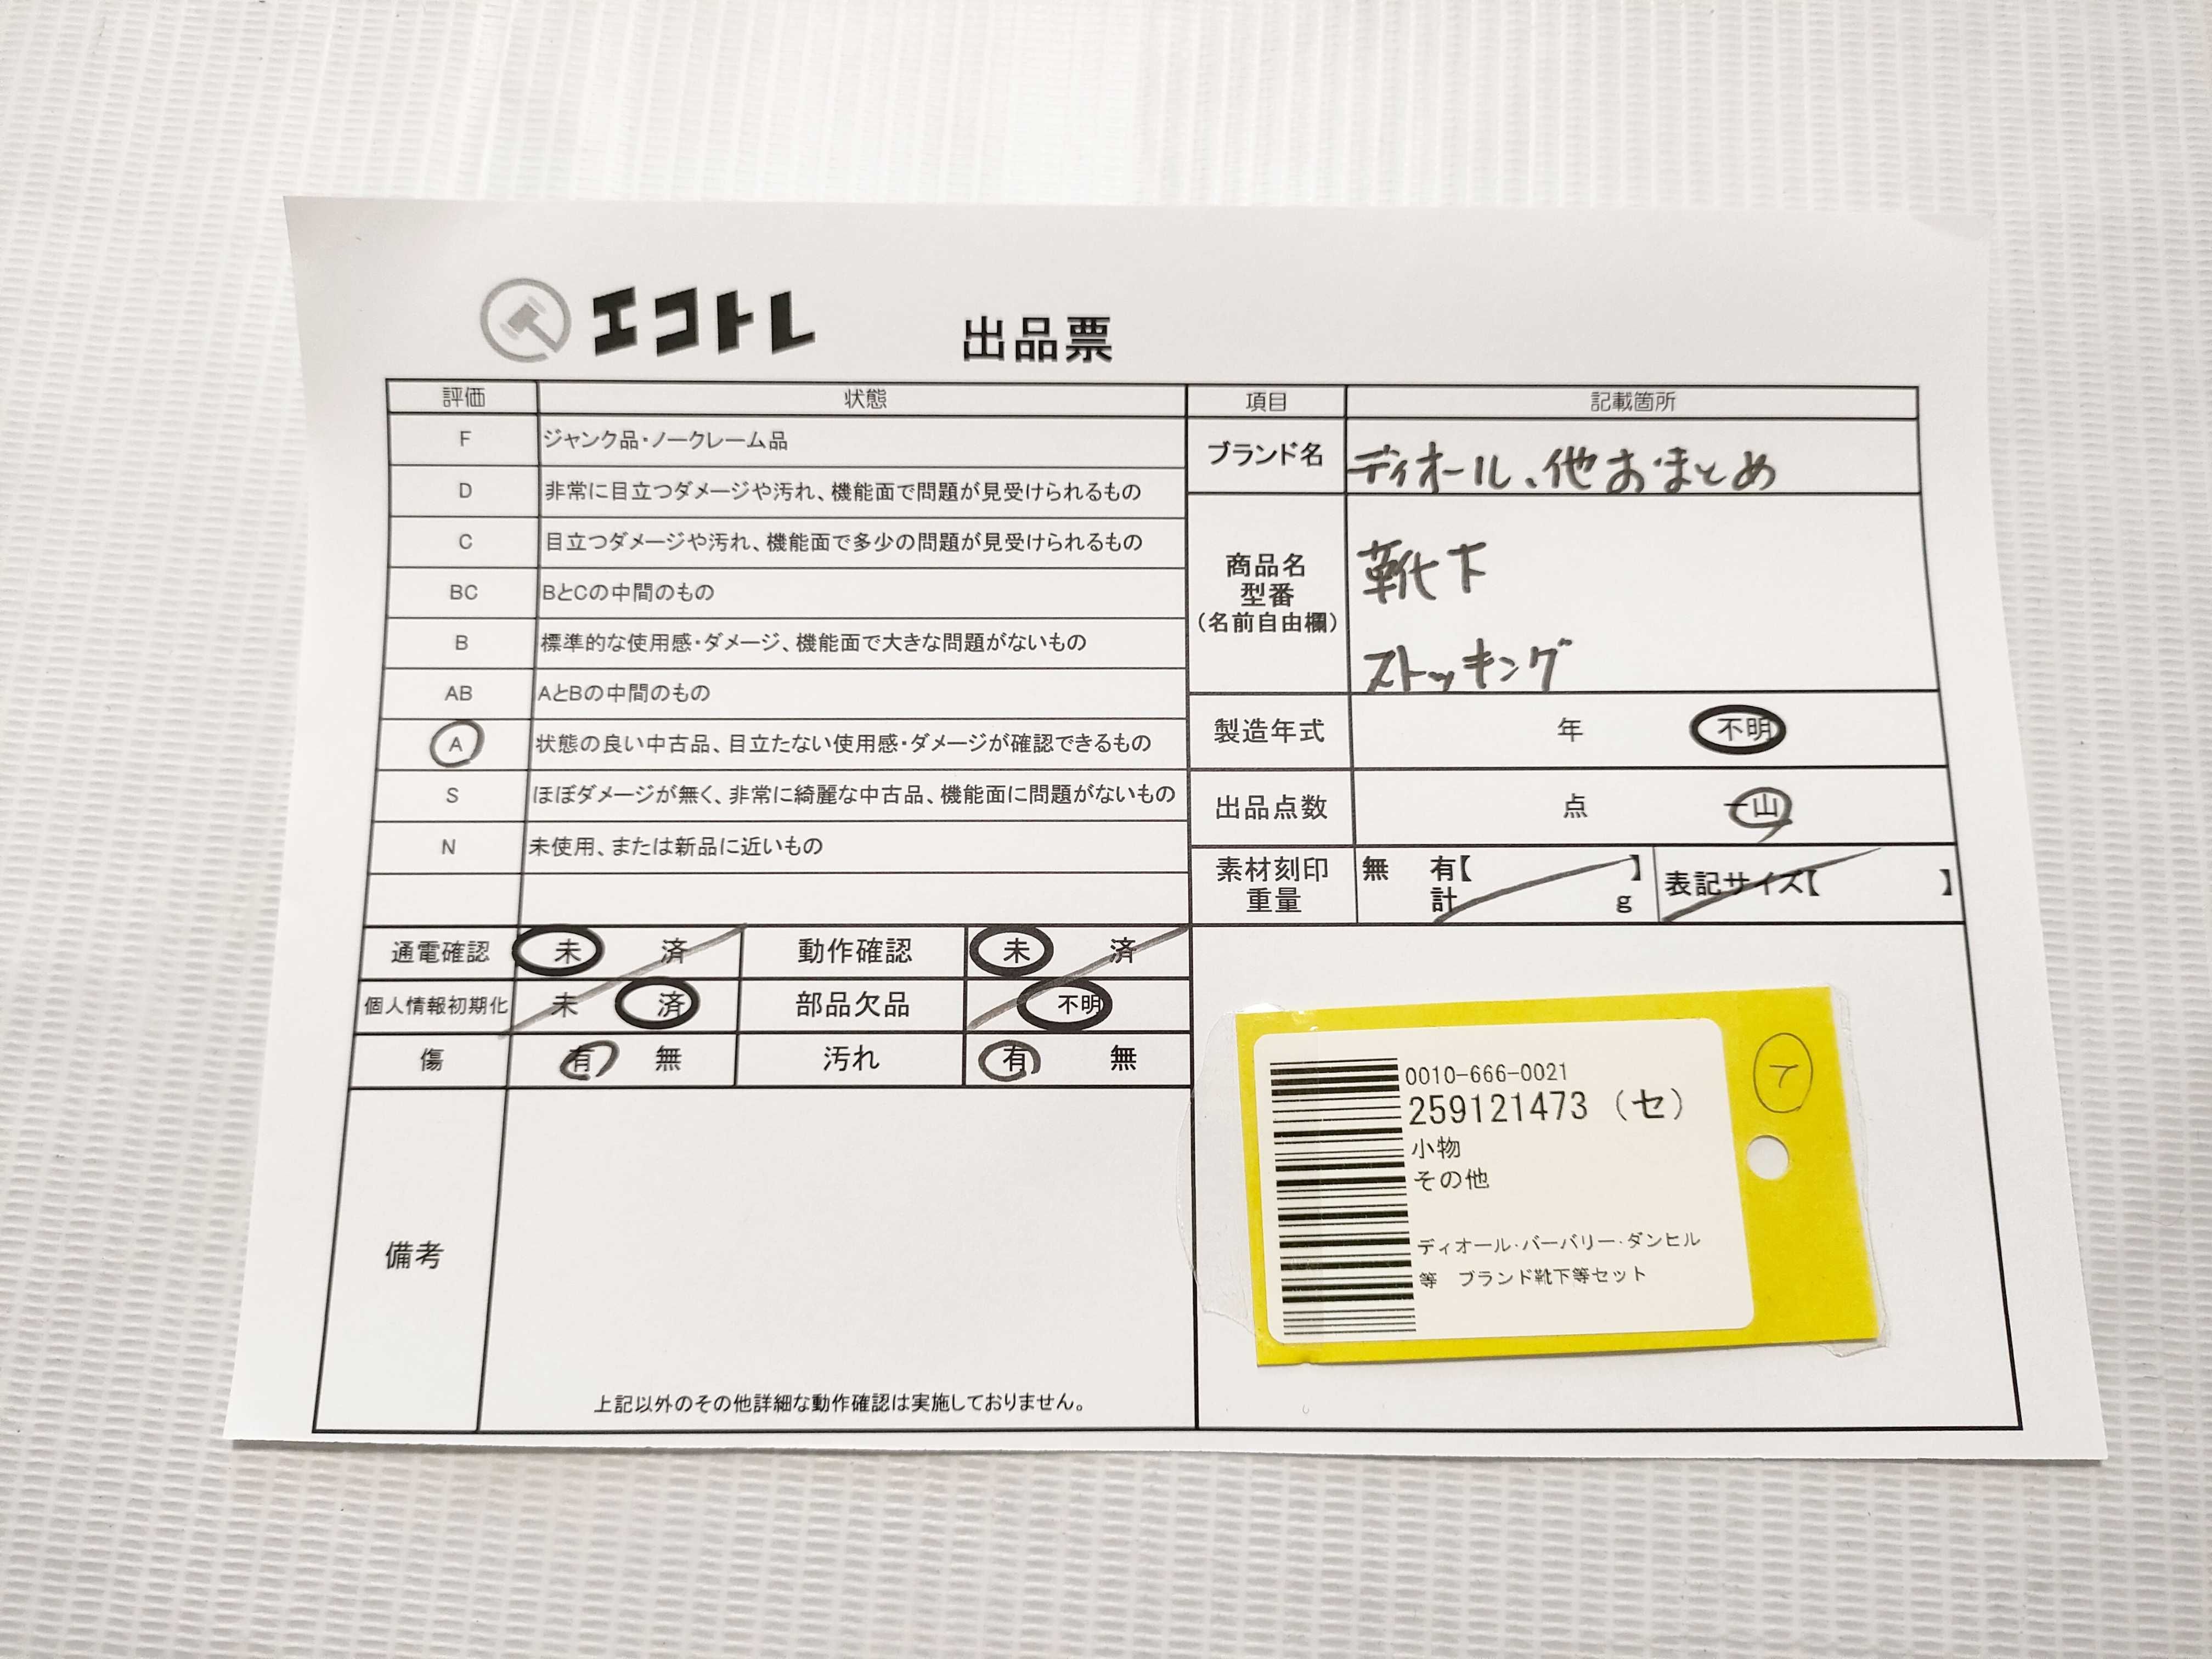 エコトレ 出品票
評価 状態
F ジャンク品・ノークレーム品
D 非常に目立つダメージや汚れ、機能面で問題が見受けられるもの
C 目立つダメージや汚れ、機能面で多少の問題が見受けられるもの
BC BとCの中間のもの
B 標準的な使用感・ダメージ、機能面で大きな問題がないもの
AB AとBの中間のもの
A 状態の良い中古品、目立たない使用感・ダメージが確認できるもの
S ほぼダメージが無く、非常に綺麗な中古品、機能面に問題がないもの
N 未使用、または新品に近いもの
項目 記載箇所
ブランド名 ディオール、他おまとめ
商品名
型番
(名前自由欄)
靴下
ストッキング
製造年式 年 不明
出品点数 点 一山
素材刻印 無 有【 】
重量 計 g
表記サイズ【 】
通電確認 未 済 動作確認 未 済
個人情報初期化 未 済 部品欠品 不明
傷 有 無 汚れ 有 無
備考
上記以外のその他詳細な動作確認は実施しておりません。
0010-666-0021
259121473 (セ)
小物
その他
ディオール・バーバリー・ダンヒル
等 ブランド靴下等セット